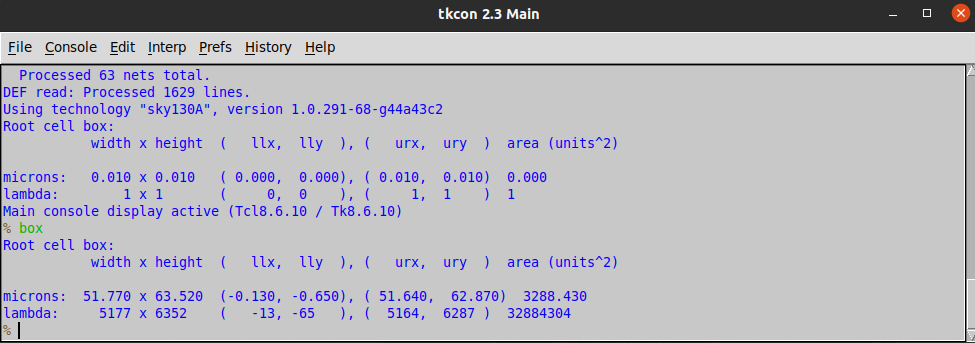 tkcon 2.3 Main
File Console Edit Interp Prefs History Help
Processed 63 nets total.
DEF read: Processed 1629 lines.
Using technology "sky130A", version 1.0.291-68-g44a43c2
Root cell box:
width x height ( llx, lly ), ( urx, ury ) area (units^2)
microns: 0.010 x 0.010 ( 0.000, 0.000), ( 0.010, 0.010) 0.000
lambda: 1 x 1 ( 0, 0 ), ( 1, 1 ) 1
Main console display active (Tcl8.6.10 / Tk8.6.10)
% box
Root cell box:
width x height ( llx, lly ), ( urx, ury ) area (units^2)
microns: 51.770 x 63.520 (-0.130, -0.650), ( 51.640, 62.870) 3288.430
lambda: 5177 x 6352 ( -13, -65 ), ( 5164, 6287 ) 32884304
%